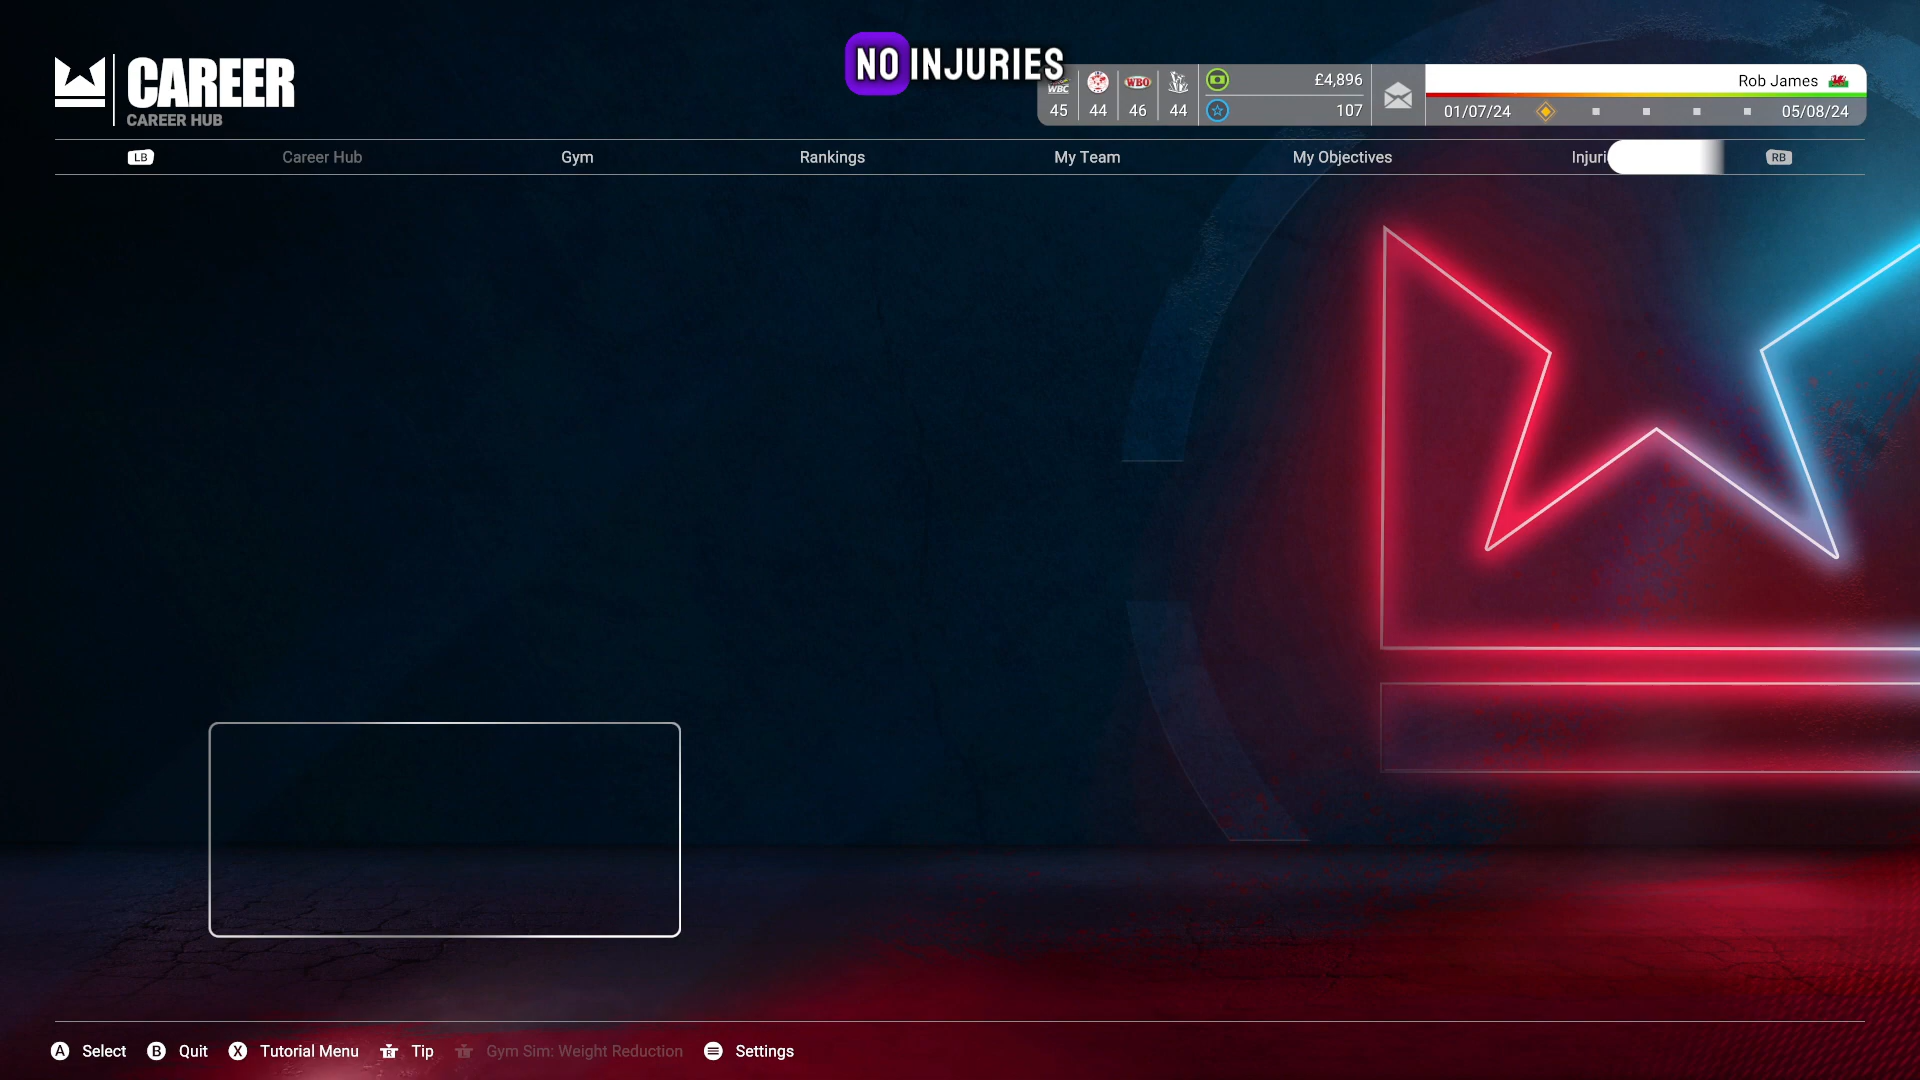 NO INJURIES
CAREER
CAREER HUB
WBC
WBO
45
44
46
44
£4,896
107
Rob James
01/07/24
05/08/24
LB
Career Hub
Gym
Rankings
My Team
My Objectives
Injuri
RB
A Select
B Quit
X Tutorial Menu
R Tip
Gym Sim: Weight Reduction
Settings